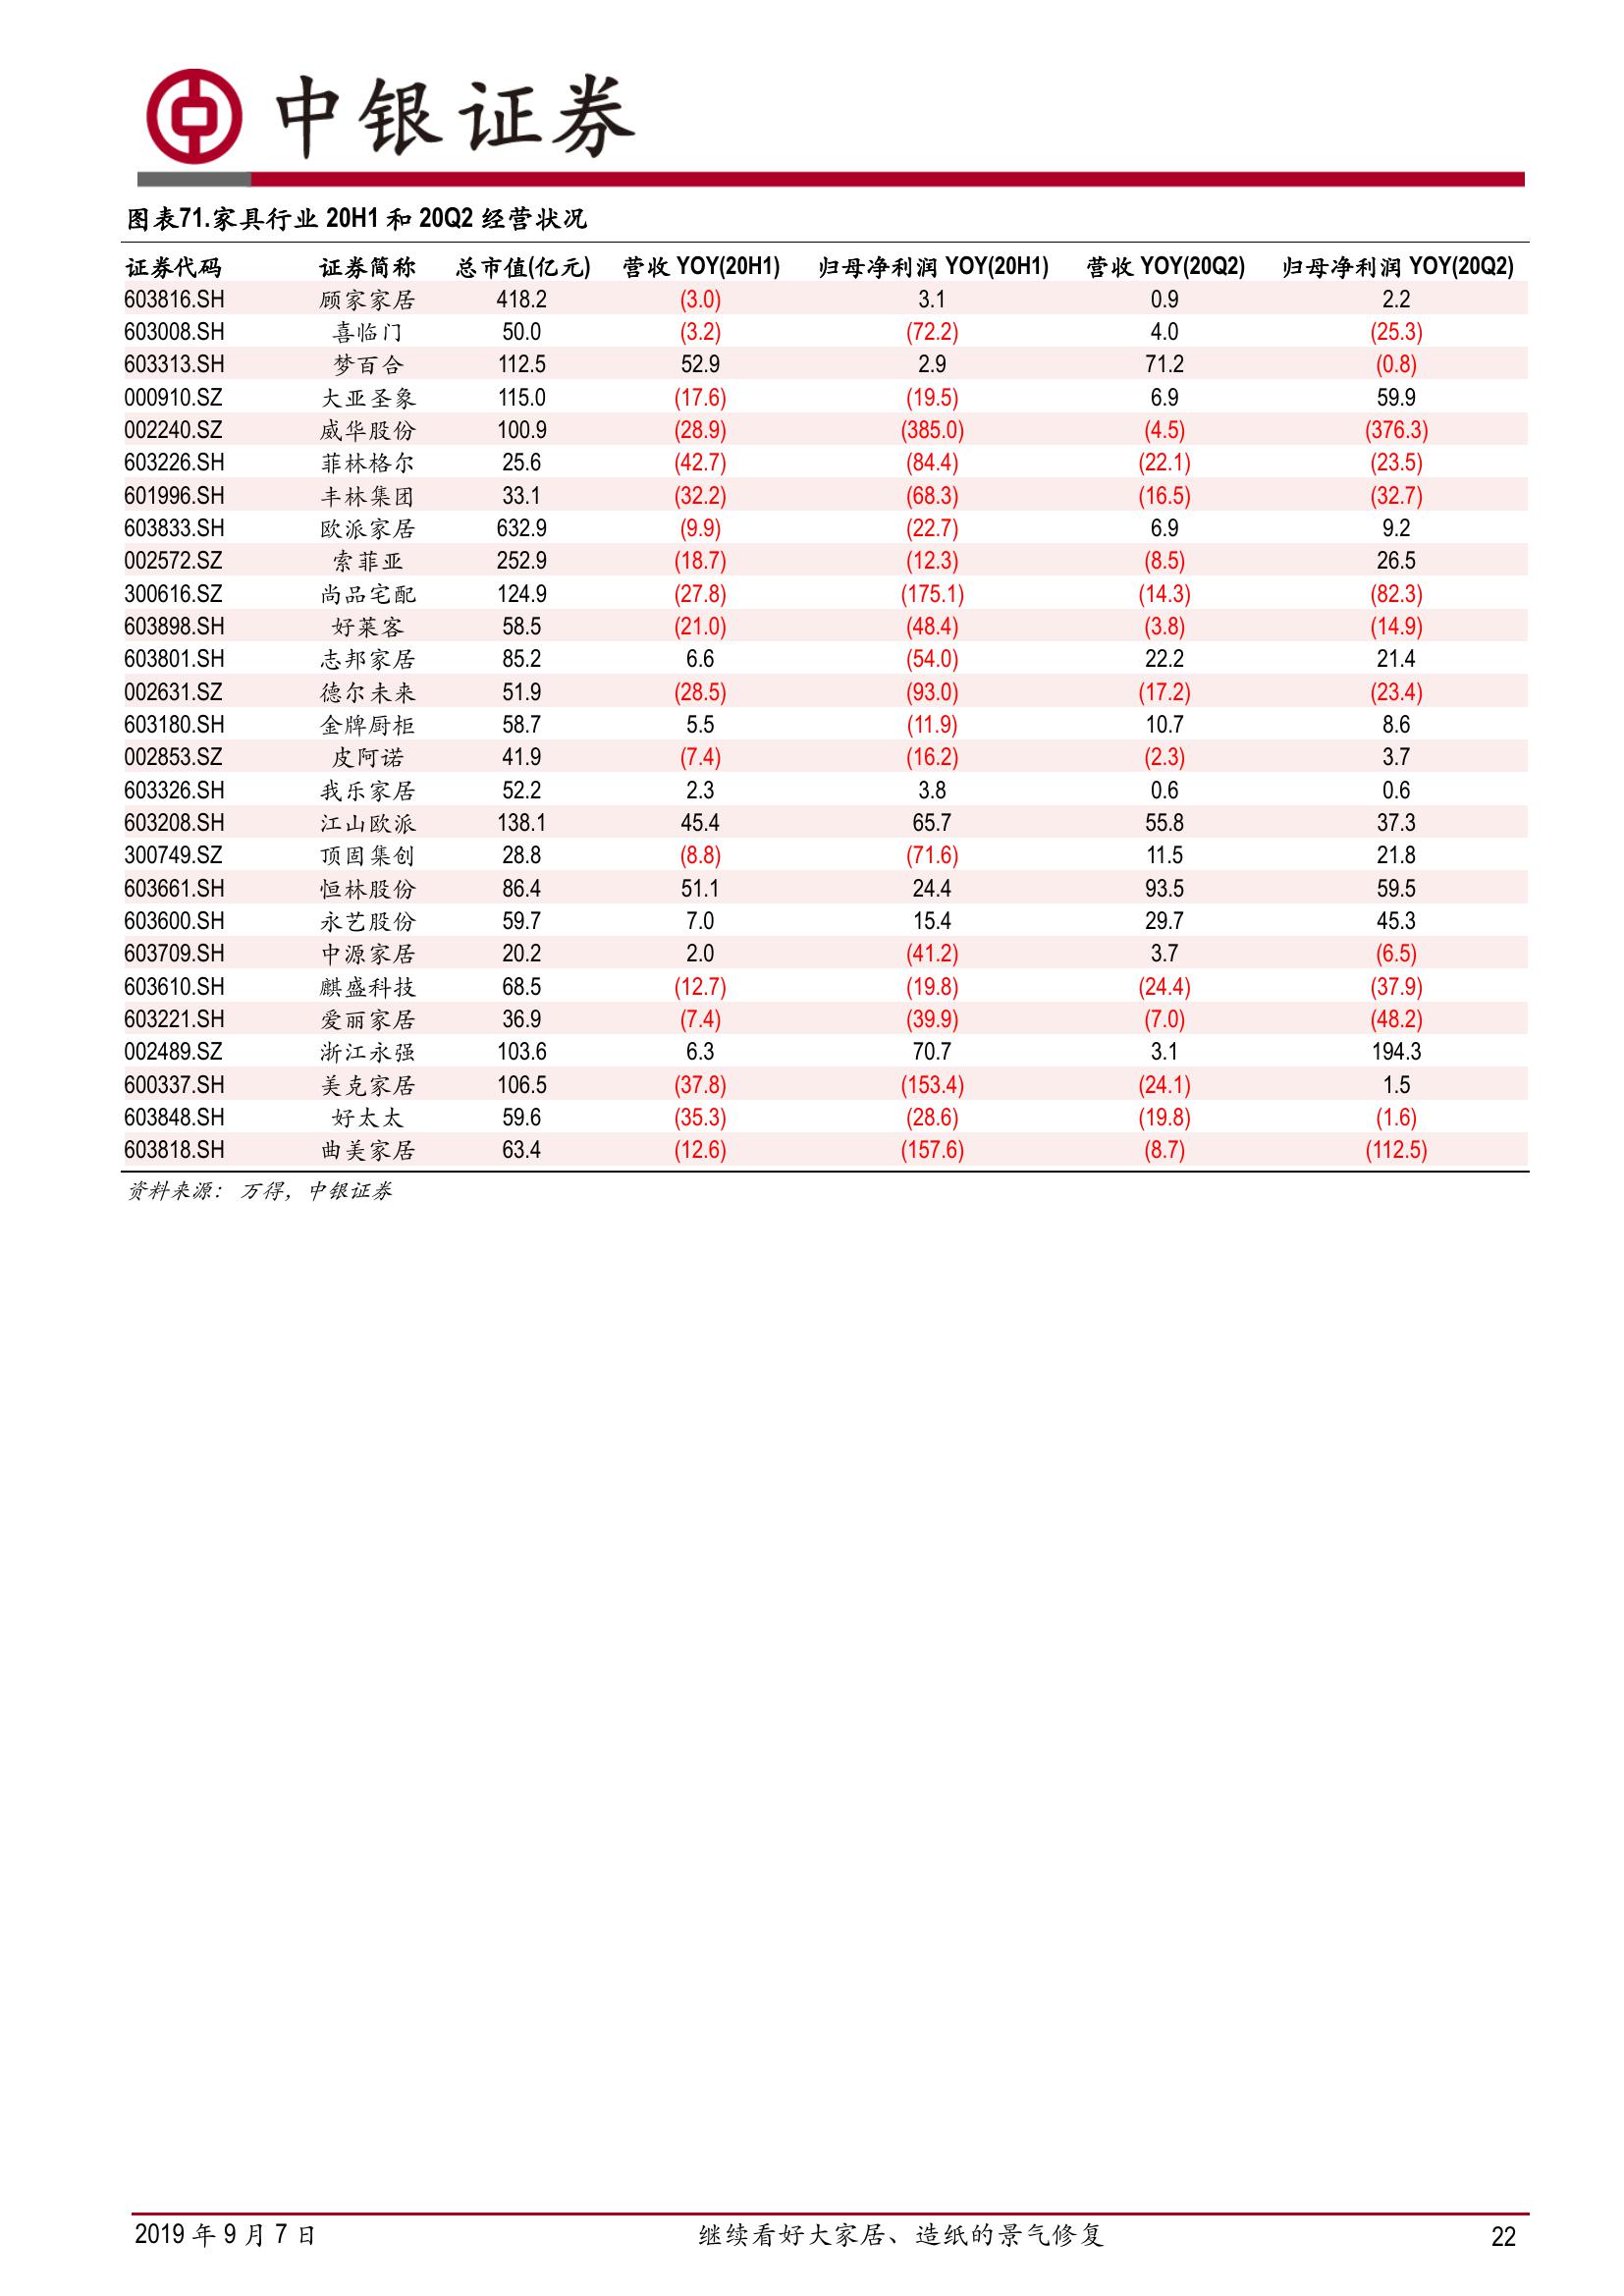 中银证券
图表71.家具行业 20H1 和 20Q2 经营状况
证券代码 证券简称 总市值(亿元) 营收 YOY(20H1) 归母净利润 YOY(20H1) 营收 YOY(20Q2) 归母净利润 YOY(20Q2)
603816.SH 顾家家居 418.2 (3.0) 3.1 0.9 2.2
603008.SH 喜临门 50.0 (3.2) (72.2) 4.0 (25.3)
603313.SH 梦百合 112.5 52.9 2.9 71.2 (0.8)
000910.SZ 大亚圣象 115.0 (17.6) (19.5) 6.9 59.9
002240.SZ 威华股份 100.9 (28.9) (385.0) (4.5) (376.3)
603226.SH 菲林格尔 25.6 (42.7) (84.4) (22.1) (23.5)
601996.SH 丰林集团 33.1 (32.2) (68.3) (16.5) (32.7)
603833.SH 欧派家居 632.9 (9.9) (22.7) 6.9 9.2
002572.SZ 索菲亚 252.9 (18.7) (12.3) (8.5) 26.5
300616.SZ 尚品宅配 124.9 (27.8) (175.1) (14.3) (82.3)
603898.SH 好莱客 58.5 (21.0) (48.4) (3.8) (14.9)
603801.SH 志邦家居 85.2 6.6 (54.0) 22.2 21.4
002631.SZ 德尔未来 51.9 (28.5) (93.0) (17.2) (23.4)
603180.SH 金牌厨柜 58.7 5.5 (11.9) 10.7 8.6
002853.SZ 皮阿诺 41.9 (7.4) (16.2) (2.3) 3.7
603326.SH 我乐家居 52.2 2.3 3.8 0.6 0.6
603208.SH 江山欧派 138.1 45.4 65.7 55.8 37.3
300749.SZ 顶固集创 28.8 (8.8) (71.6) 11.5 21.8
603661.SH 恒林股份 86.4 51.1 24.4 93.5 59.5
603600.SH 永艺股份 59.7 7.0 15.4 29.7 45.3
603709.SH 中源家居 20.2 2.0 (41.2) 3.7 (6.5)
603610.SH 麒盛科技 68.5 (12.7) (19.8) (24.4) (37.9)
603221.SH 爱丽家居 36.9 (7.4) (39.9) (7.0) (48.2)
002489.SZ 浙江永强 103.6 6.3 70.7 3.1 194.3
600337.SH 美克家居 106.5 (37.8) (153.4) (24.1) 1.5
603848.SH 好太太 59.6 (35.3) (28.6) (19.8) (1.6)
603818.SH 曲美家居 63.4 (12.6) (157.6) (8.7) (112.5)
资料来源： 万得，中银证券
2019 年 9 月 7 日 继续看好大家居、造纸的景气修复 22